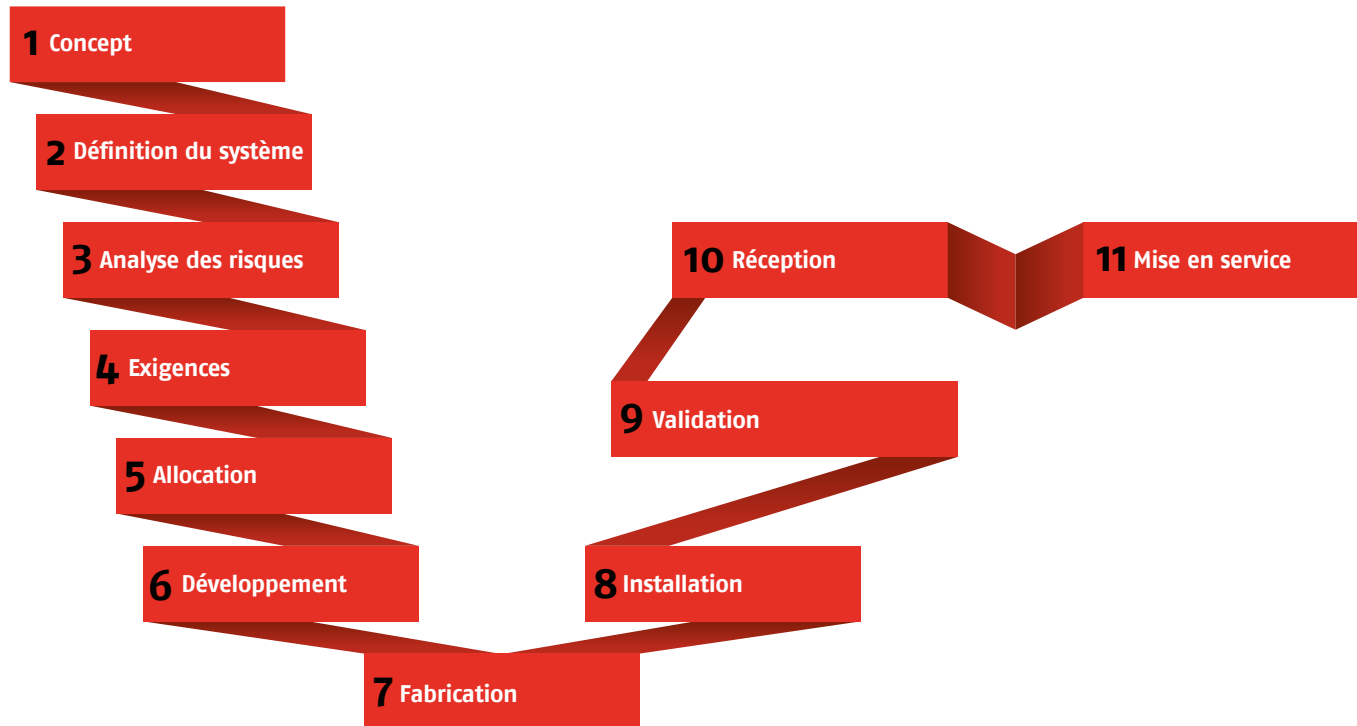 1 Concept
2 Définition du système
3 Analyse des risques
4 Exigences
5 Allocation
6 Développement
7 Fabrication
8 Installation
9 Validation
10 Réception
11 Mise en service